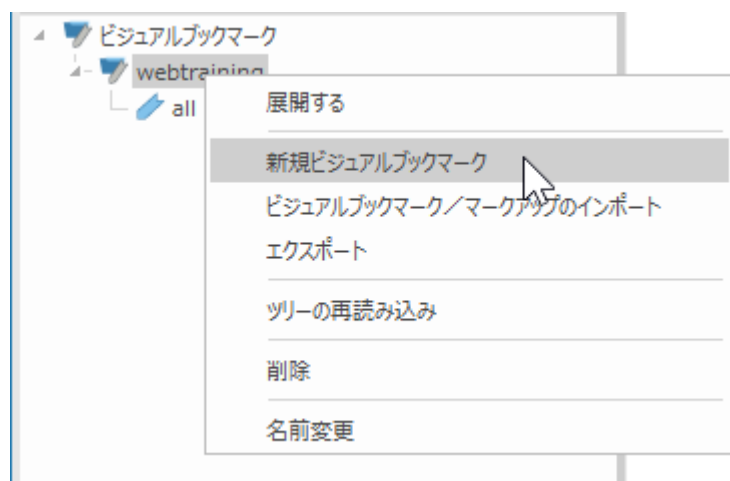 ビジュアルブックマーク
webtraining
all
展開する
新規ビジュアルブックマーク
ビジュアルブックマーク／マークアップのインポート
エクスポート
ツリーの再読み込み
削除
名前変更